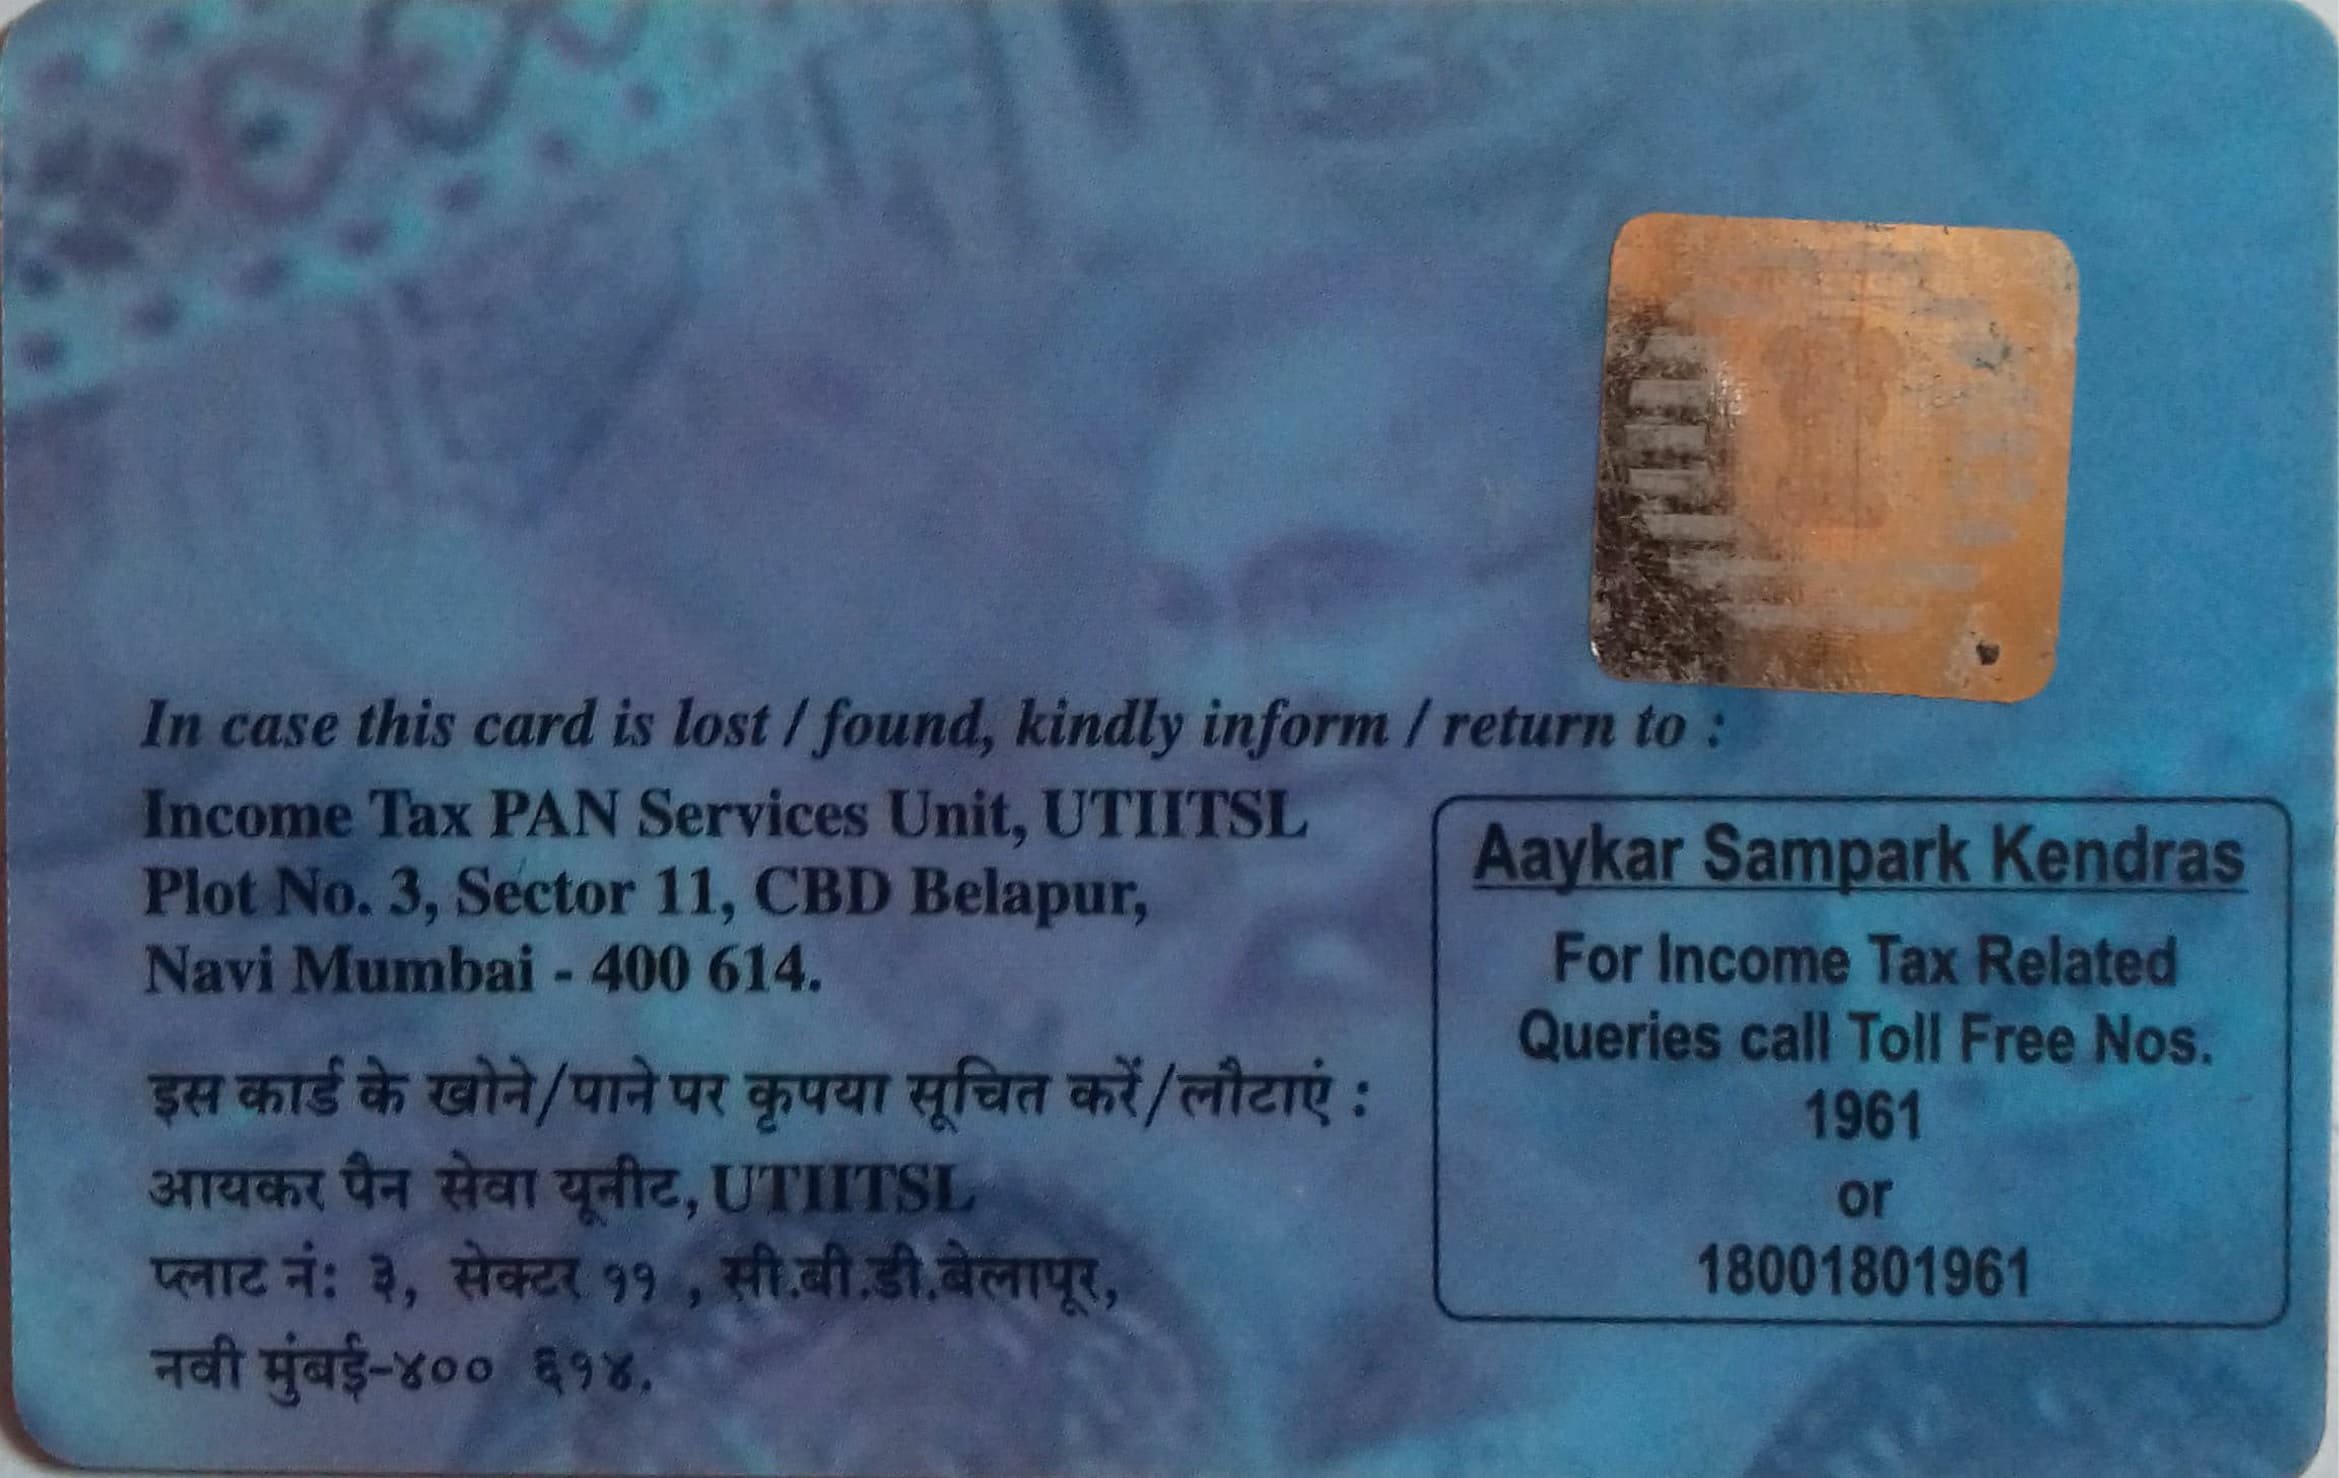 In case this card is lost / found, kindly inform / return to :
Income Tax PAN Services Unit, UTIITSL
Plot No. 3, Sector 11, CBD Belapur,
Navi Mumbai - 400 614.
इस कार्ड के खोने/पाने पर कृपया सूचित करें/लौटाएं :
आयकर पैन सेवा यूनीट, UTIITSL
प्लाट नं: ३, सेक्टर ११ , सी.बी.डी.बेलापूर,
नवी मुंबई-४०० ६१४.
Aaykar Sampark Kendras
For Income Tax Related
Queries call Toll Free Nos.
1961
or
18001801961